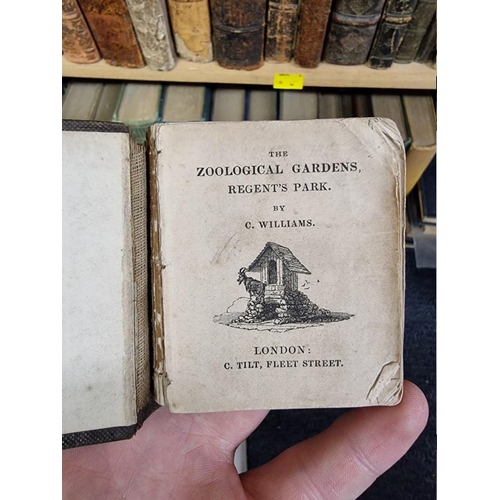 THE
ZOOLOGICAL GARDENS,
REGENT'S PARK.
BY
C. WILLIAMS.
LONDON:
C. TILT, FLEET STREET.